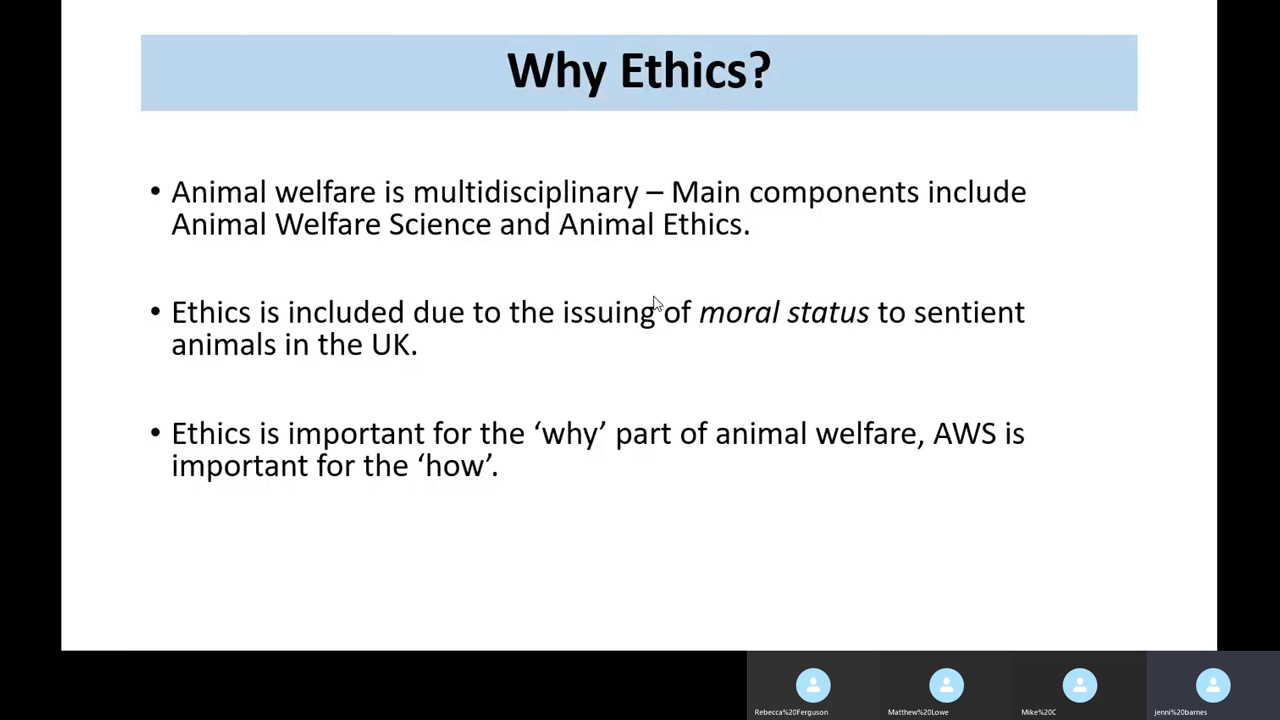 Why Ethics?
• Animal welfare is multidisciplinary – Main components include
Animal Welfare Science and Animal Ethics.
• Ethics is included due to the issuing of moral status to sentient
animals in the UK.
• Ethics is important for the ‘why’ part of animal welfare, AWS is
important for the ‘how’.
Rebecca%20Ferguson
Matthew%20Lowe
Mike%20C
jenni%20barnes